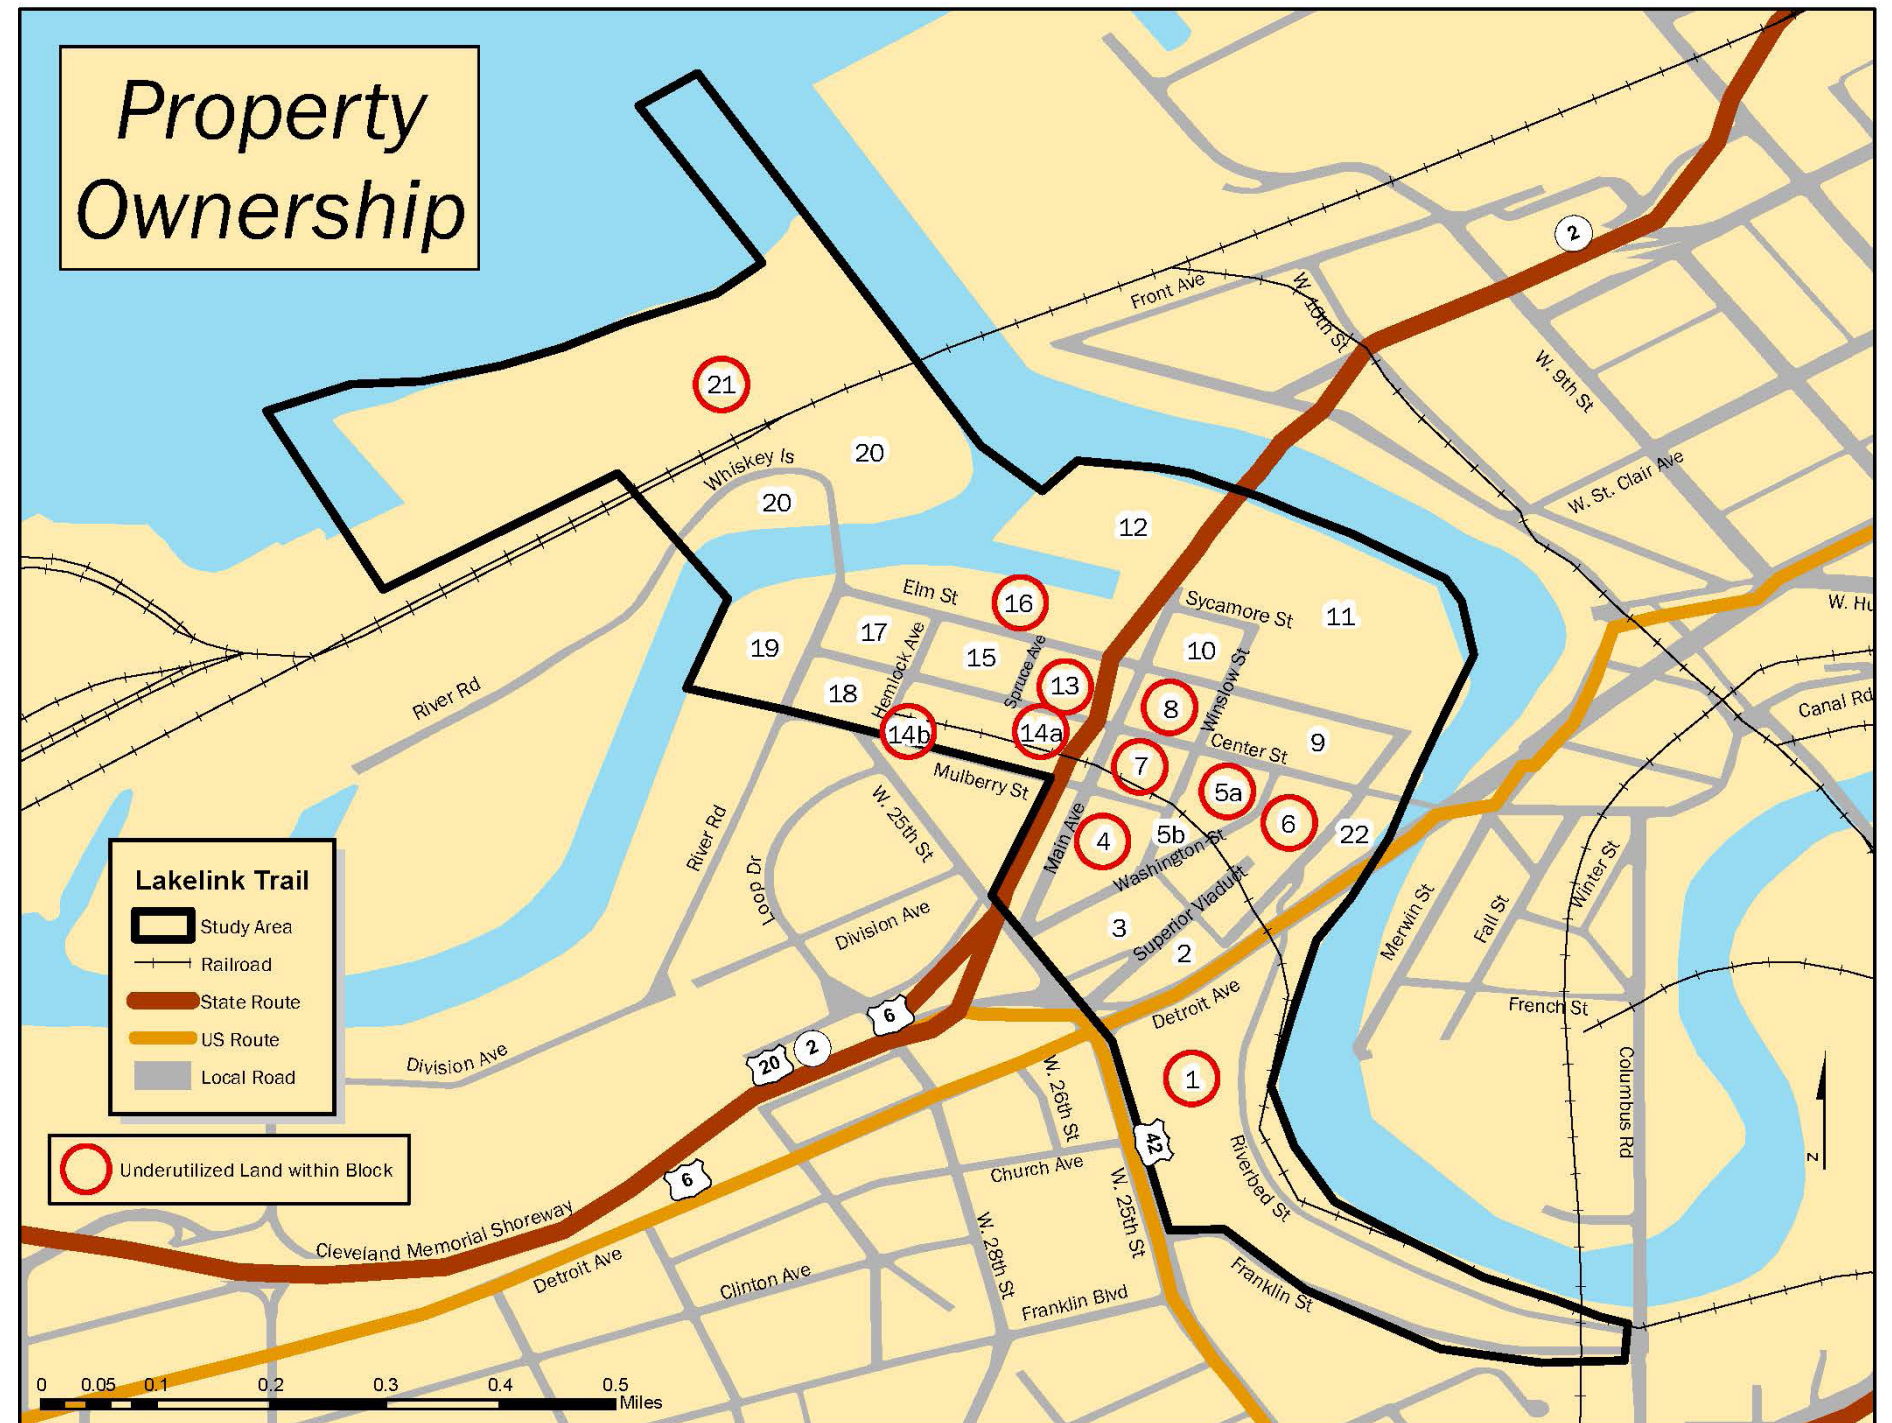 Property
Ownership
2
Front Ave
W. 10th St
W. 9th St
W. St. Clair Ave
21
20
Whiskey Is
20
12
W. Hu
Elm St
16
Sycamore St
11
17
Hemlock Ave
15
Spruce Ave
10
Winslow St
19
18
13
8
14b
14a
Center St
9
Canal Rd
River Rd
Mulberry St
7
5a
W. 25th St
Main Ave
4
5b
6
22
Washington St
River Rd
Loop Dr
Division Ave
3
Superior Viaduct
2
Merwin St
Fall St
Winter St
Lakelink Trail
Study Area
Railroad
State Route
US Route
Local Road
Detroit Ave
French St
6
2
20
Division Ave
W. 26th St
1
Columbus Rd
z
42
Underutilized Land within Block
6
Church Ave
W. 25th St
Riverbed St
Cleveland Memorial Shoreway
Detroit Ave
W. 28th St
Clinton Ave
Franklin Blvd
Franklin St
0 0.05 0.1 0.2 0.3 0.4 0.5
Miles